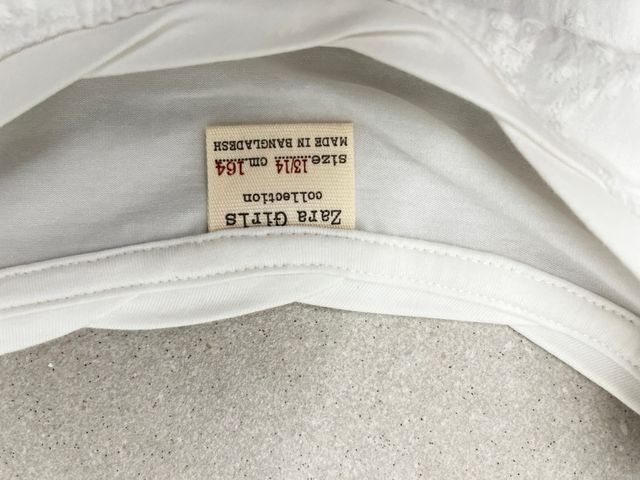 Zara Girls
collection
size.13/14 cm.164
MADE IN BANGLADESH